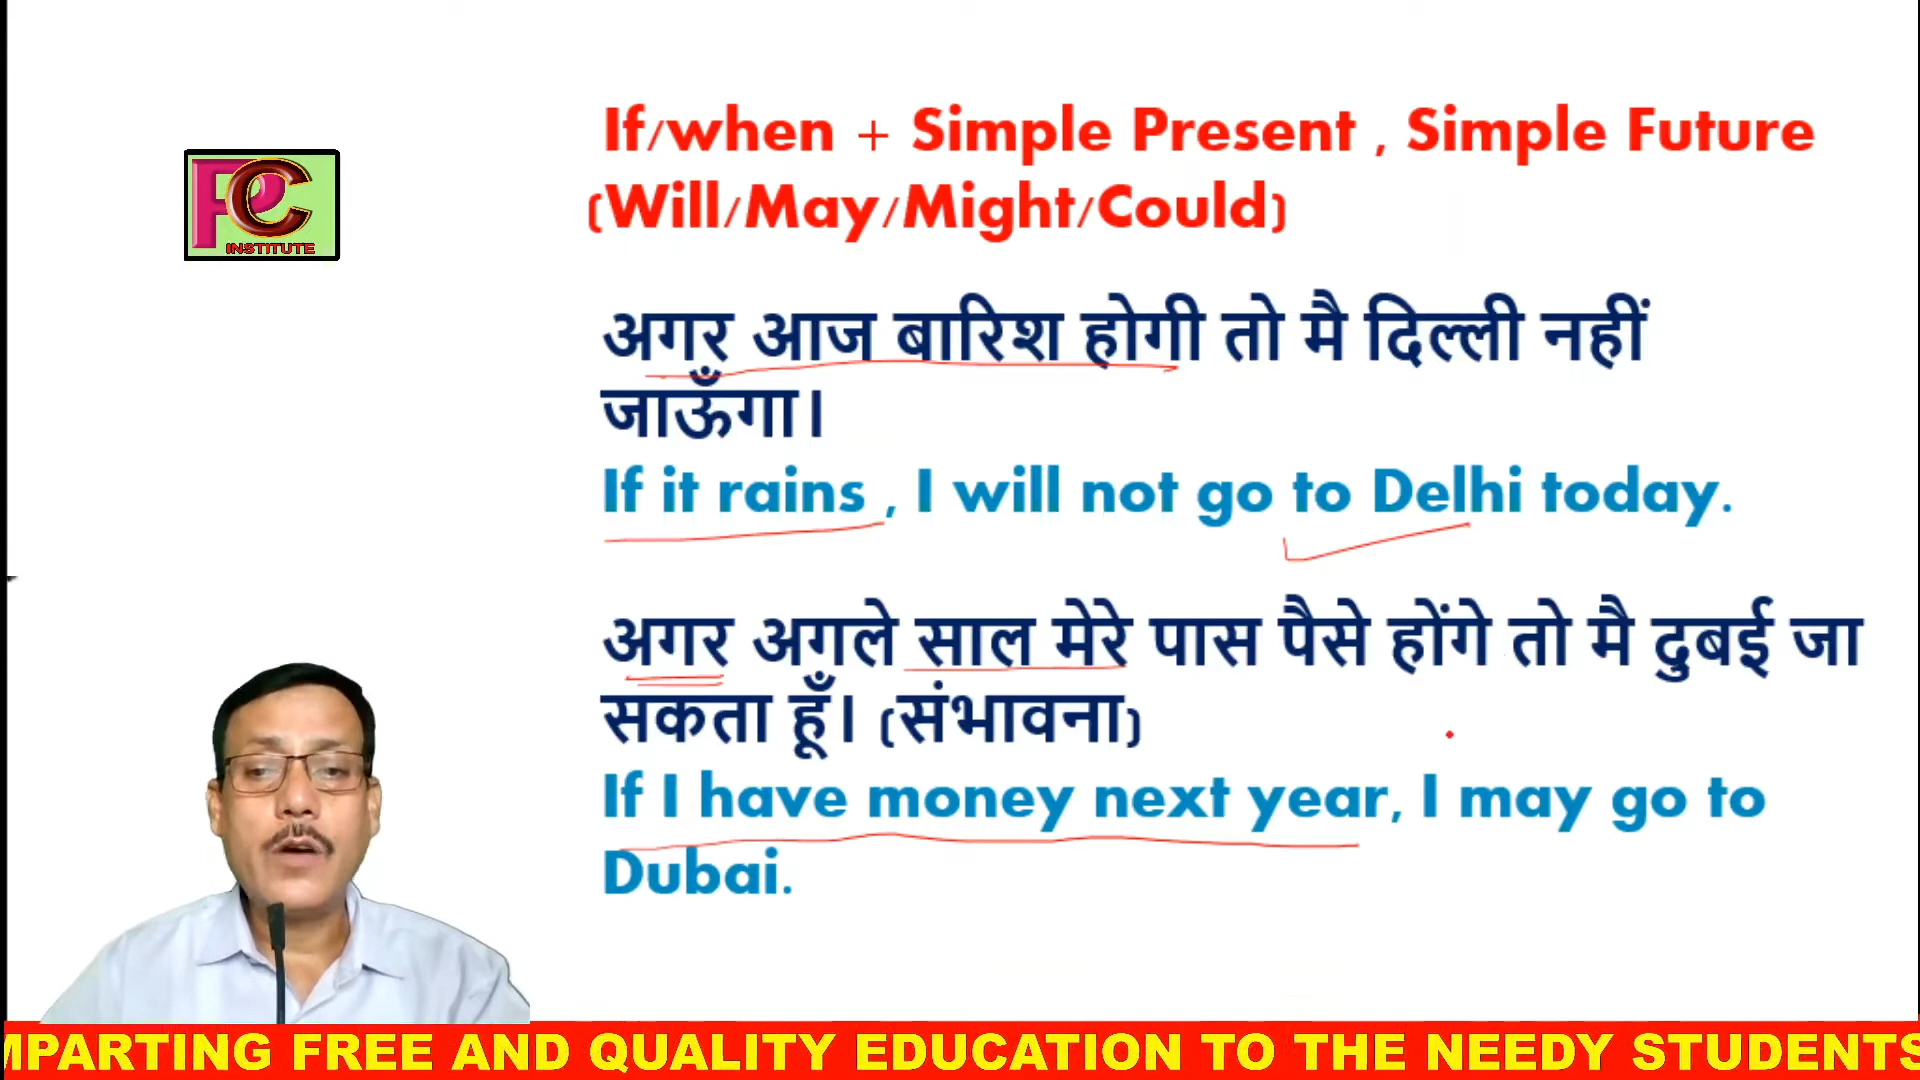 If/when + Simple Present , Simple Future
(Will/May/Might/Could)
PC
INSTITUTE
अगर आज बारिश होगी तो मै दिल्ली नहीं
जाऊँगा।
If it rains , I will not go to Delhi today.
अगर अगले साल मेरे पास पैसे होंगे तो मै दुबई जा
सकता हूँ। (संभावना)
If I have money next year, I may go to
Dubai.
MPARTING FREE AND QUALITY EDUCATION TO THE NEEDY STUDENTS